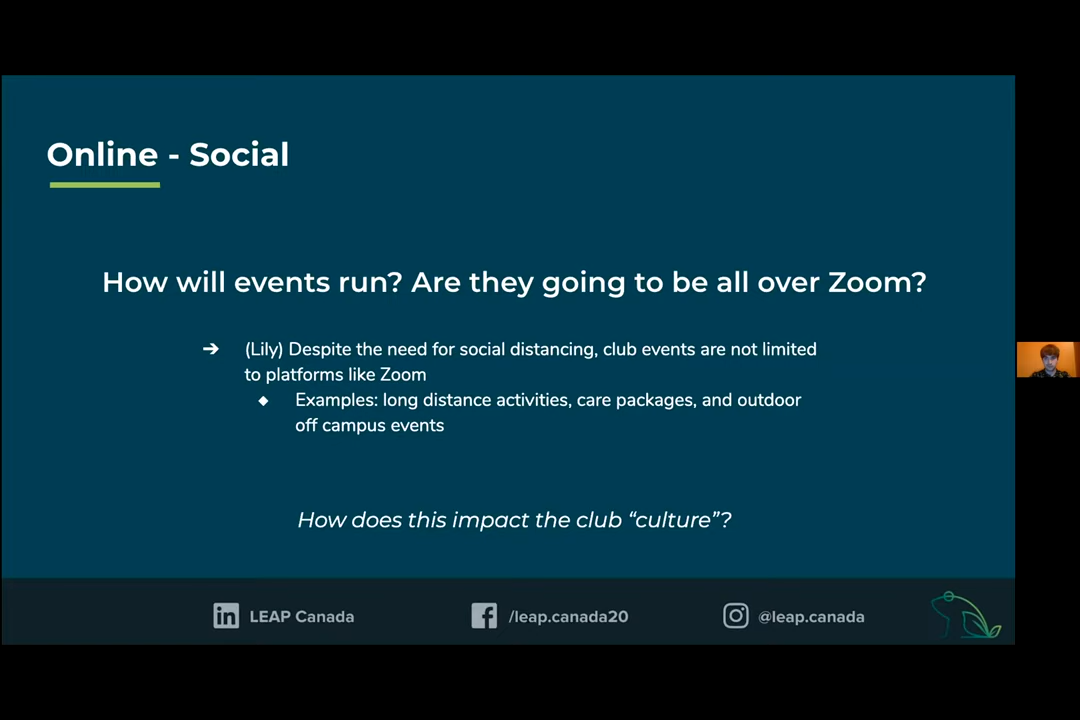 Online - Social
How will events run? Are they going to be all over Zoom?
➔ (Lily) Despite the need for social distancing, club events are not limited
to platforms like Zoom
◆ Examples: long distance activities, care packages, and outdoor
off campus events
How does this impact the club “culture”?
in LEAP Canada
/leap.canada20
@leap.canada